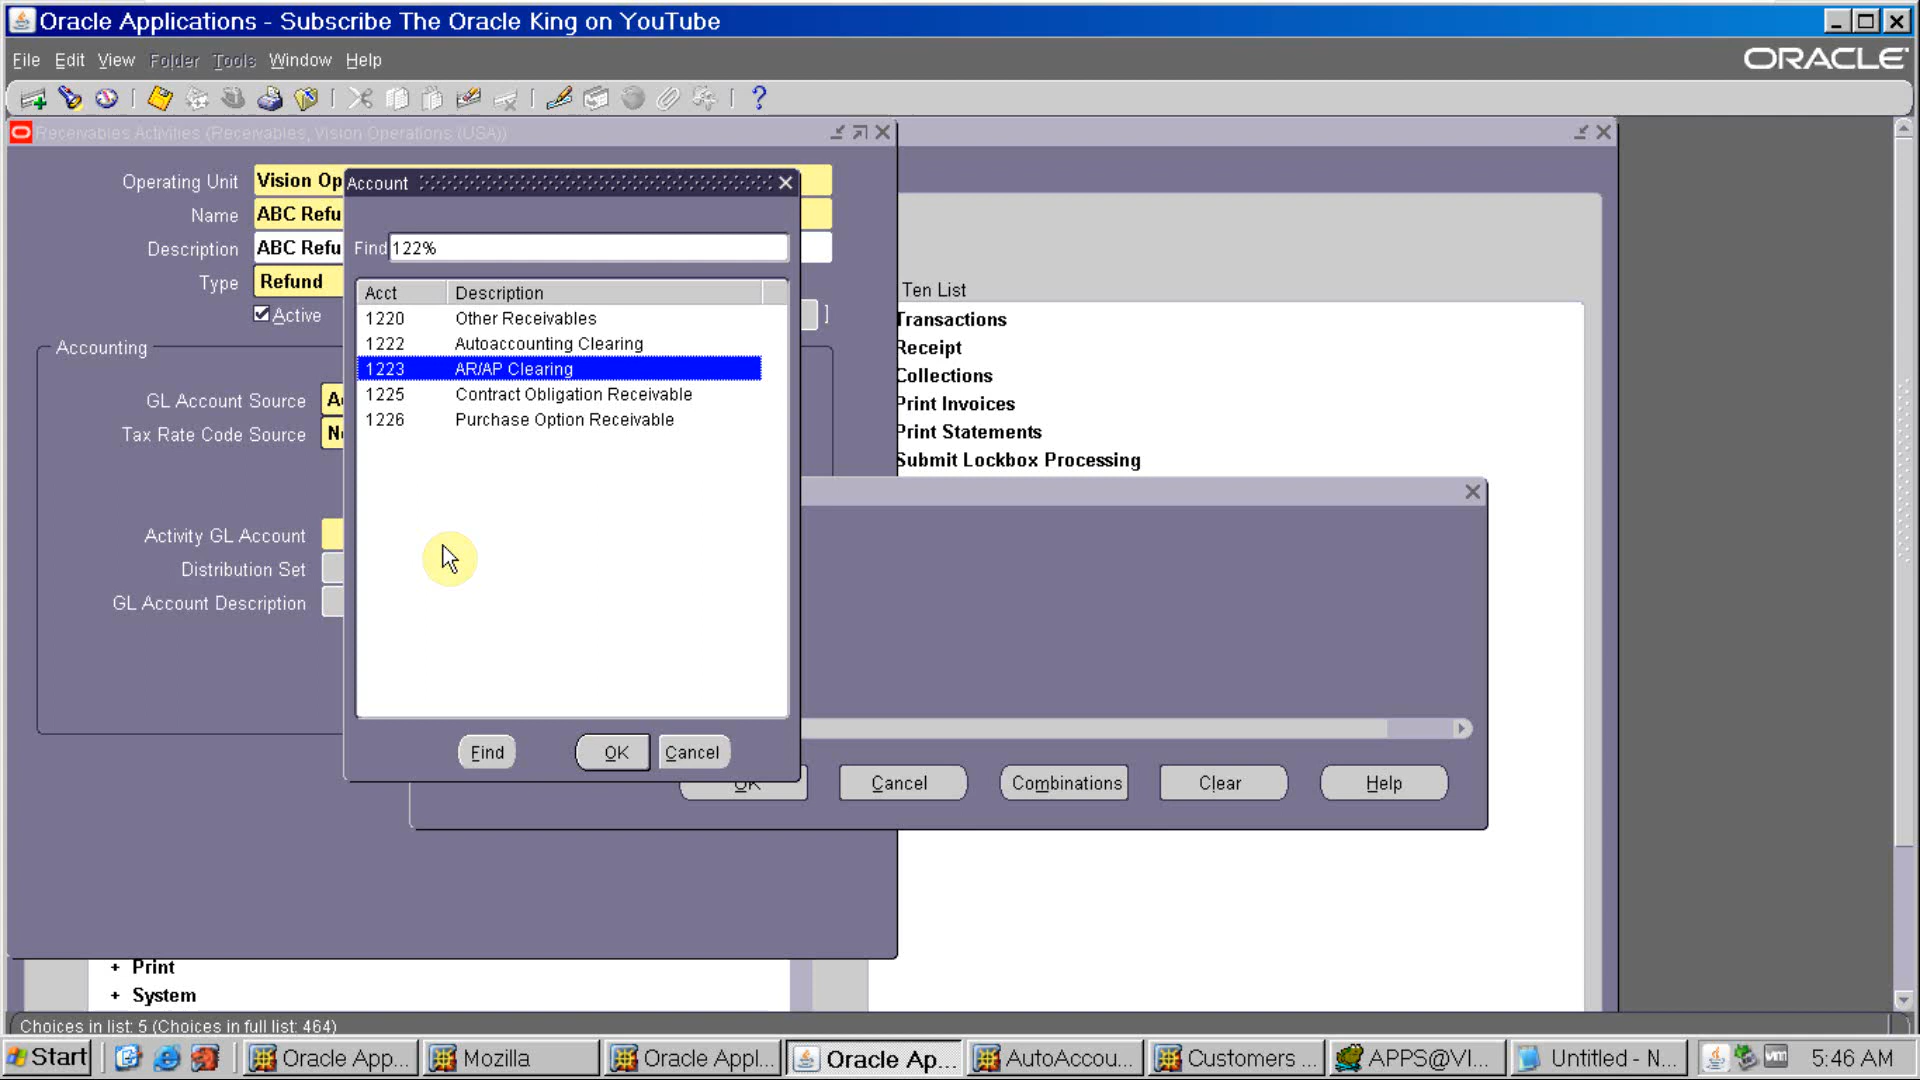 Oracle Applications - Subscribe The Oracle King on YouTube
File Edit View Folder Tools Window Help
ORACLE
Receivables Activities (Receivables, Vision Operations (USA))
Operating Unit Vision Op
Name ABC Refu
Description ABC Refu
Type Refund
Active
Accounting
GL Account Source
Tax Rate Code Source
Activity GL Account
Distribution Set
GL Account Description
Account
Find 122%
Acct Description
1220 Other Receivables
1222 Autoaccounting Clearing
1223 AR/AP Clearing
1225 Contract Obligation Receivable
1226 Purchase Option Receivable
Find OK Cancel
Ten List
Transactions
Receipt
Collections
Print Invoices
Print Statements
Submit Lockbox Processing
OK Cancel Combinations Clear Help
+ Print
+ System
Choices in list: 5 (Choices in full list: 464)
Start Oracle App... Mozilla Oracle Appl... Oracle Ap... AutoAccou... Customers ... APPS@VI... Untitled - N... 5:46 AM